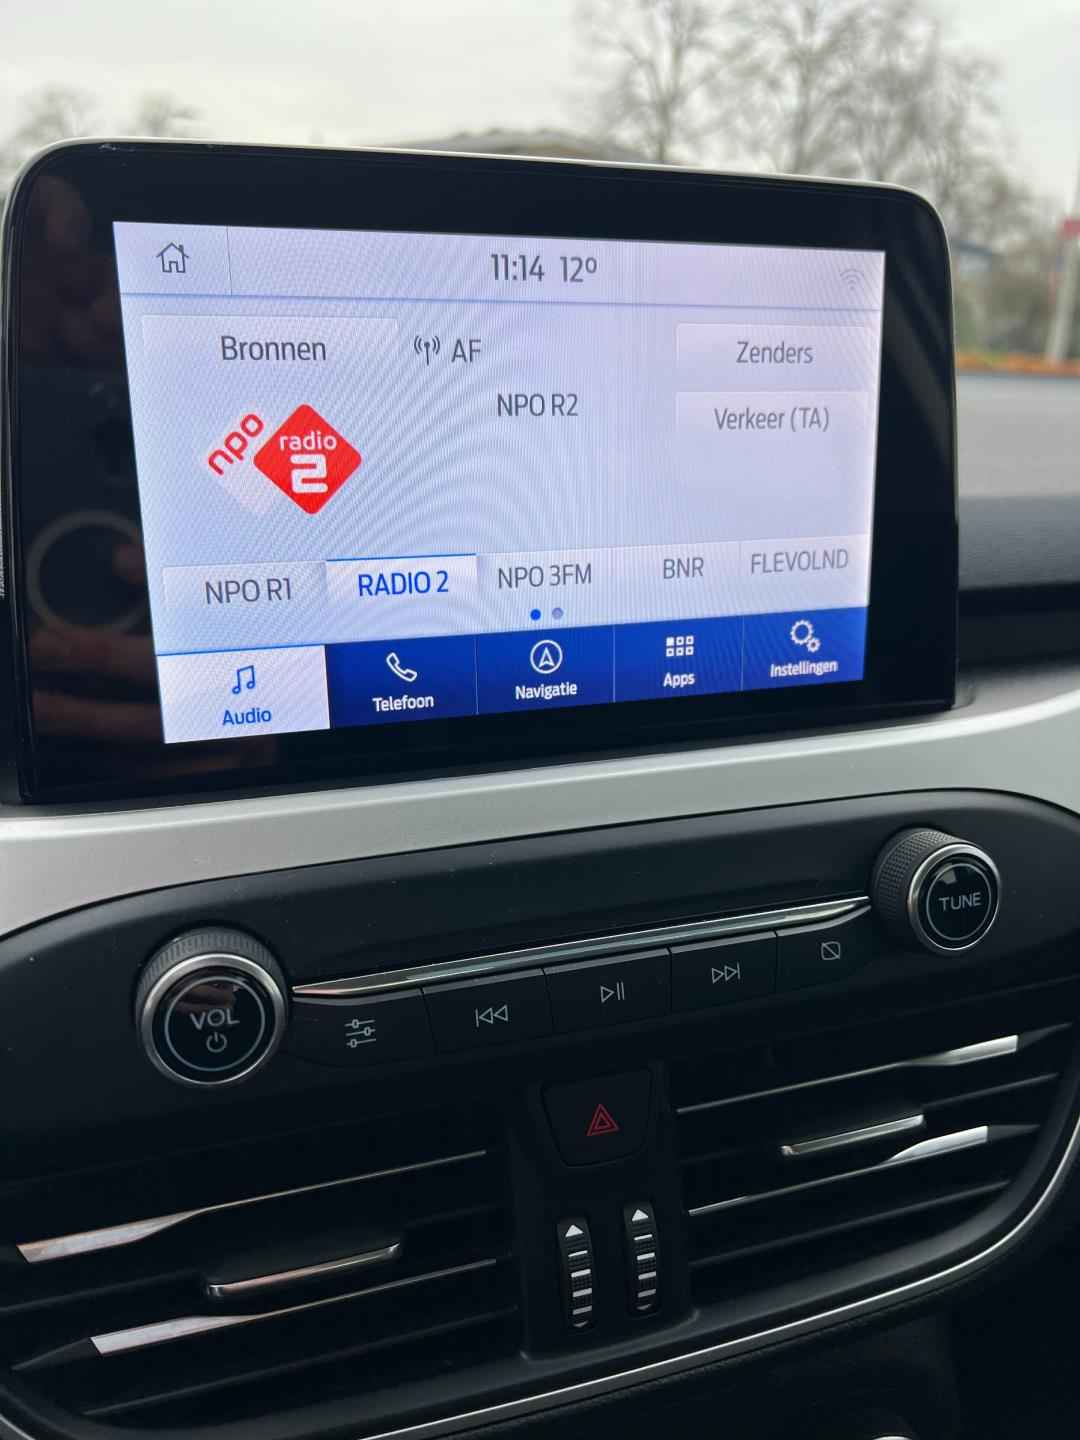 11:14 12º
Bronnen
AF
Zenders
NPO R2
Verkeer (TA)
npo
radio
2
NPO R1
RADIO 2
NPO 3FM
BNR
FLEVOLND
Audio
Telefoon
Navigatie
Apps
Instellingen
TUNE
VOL